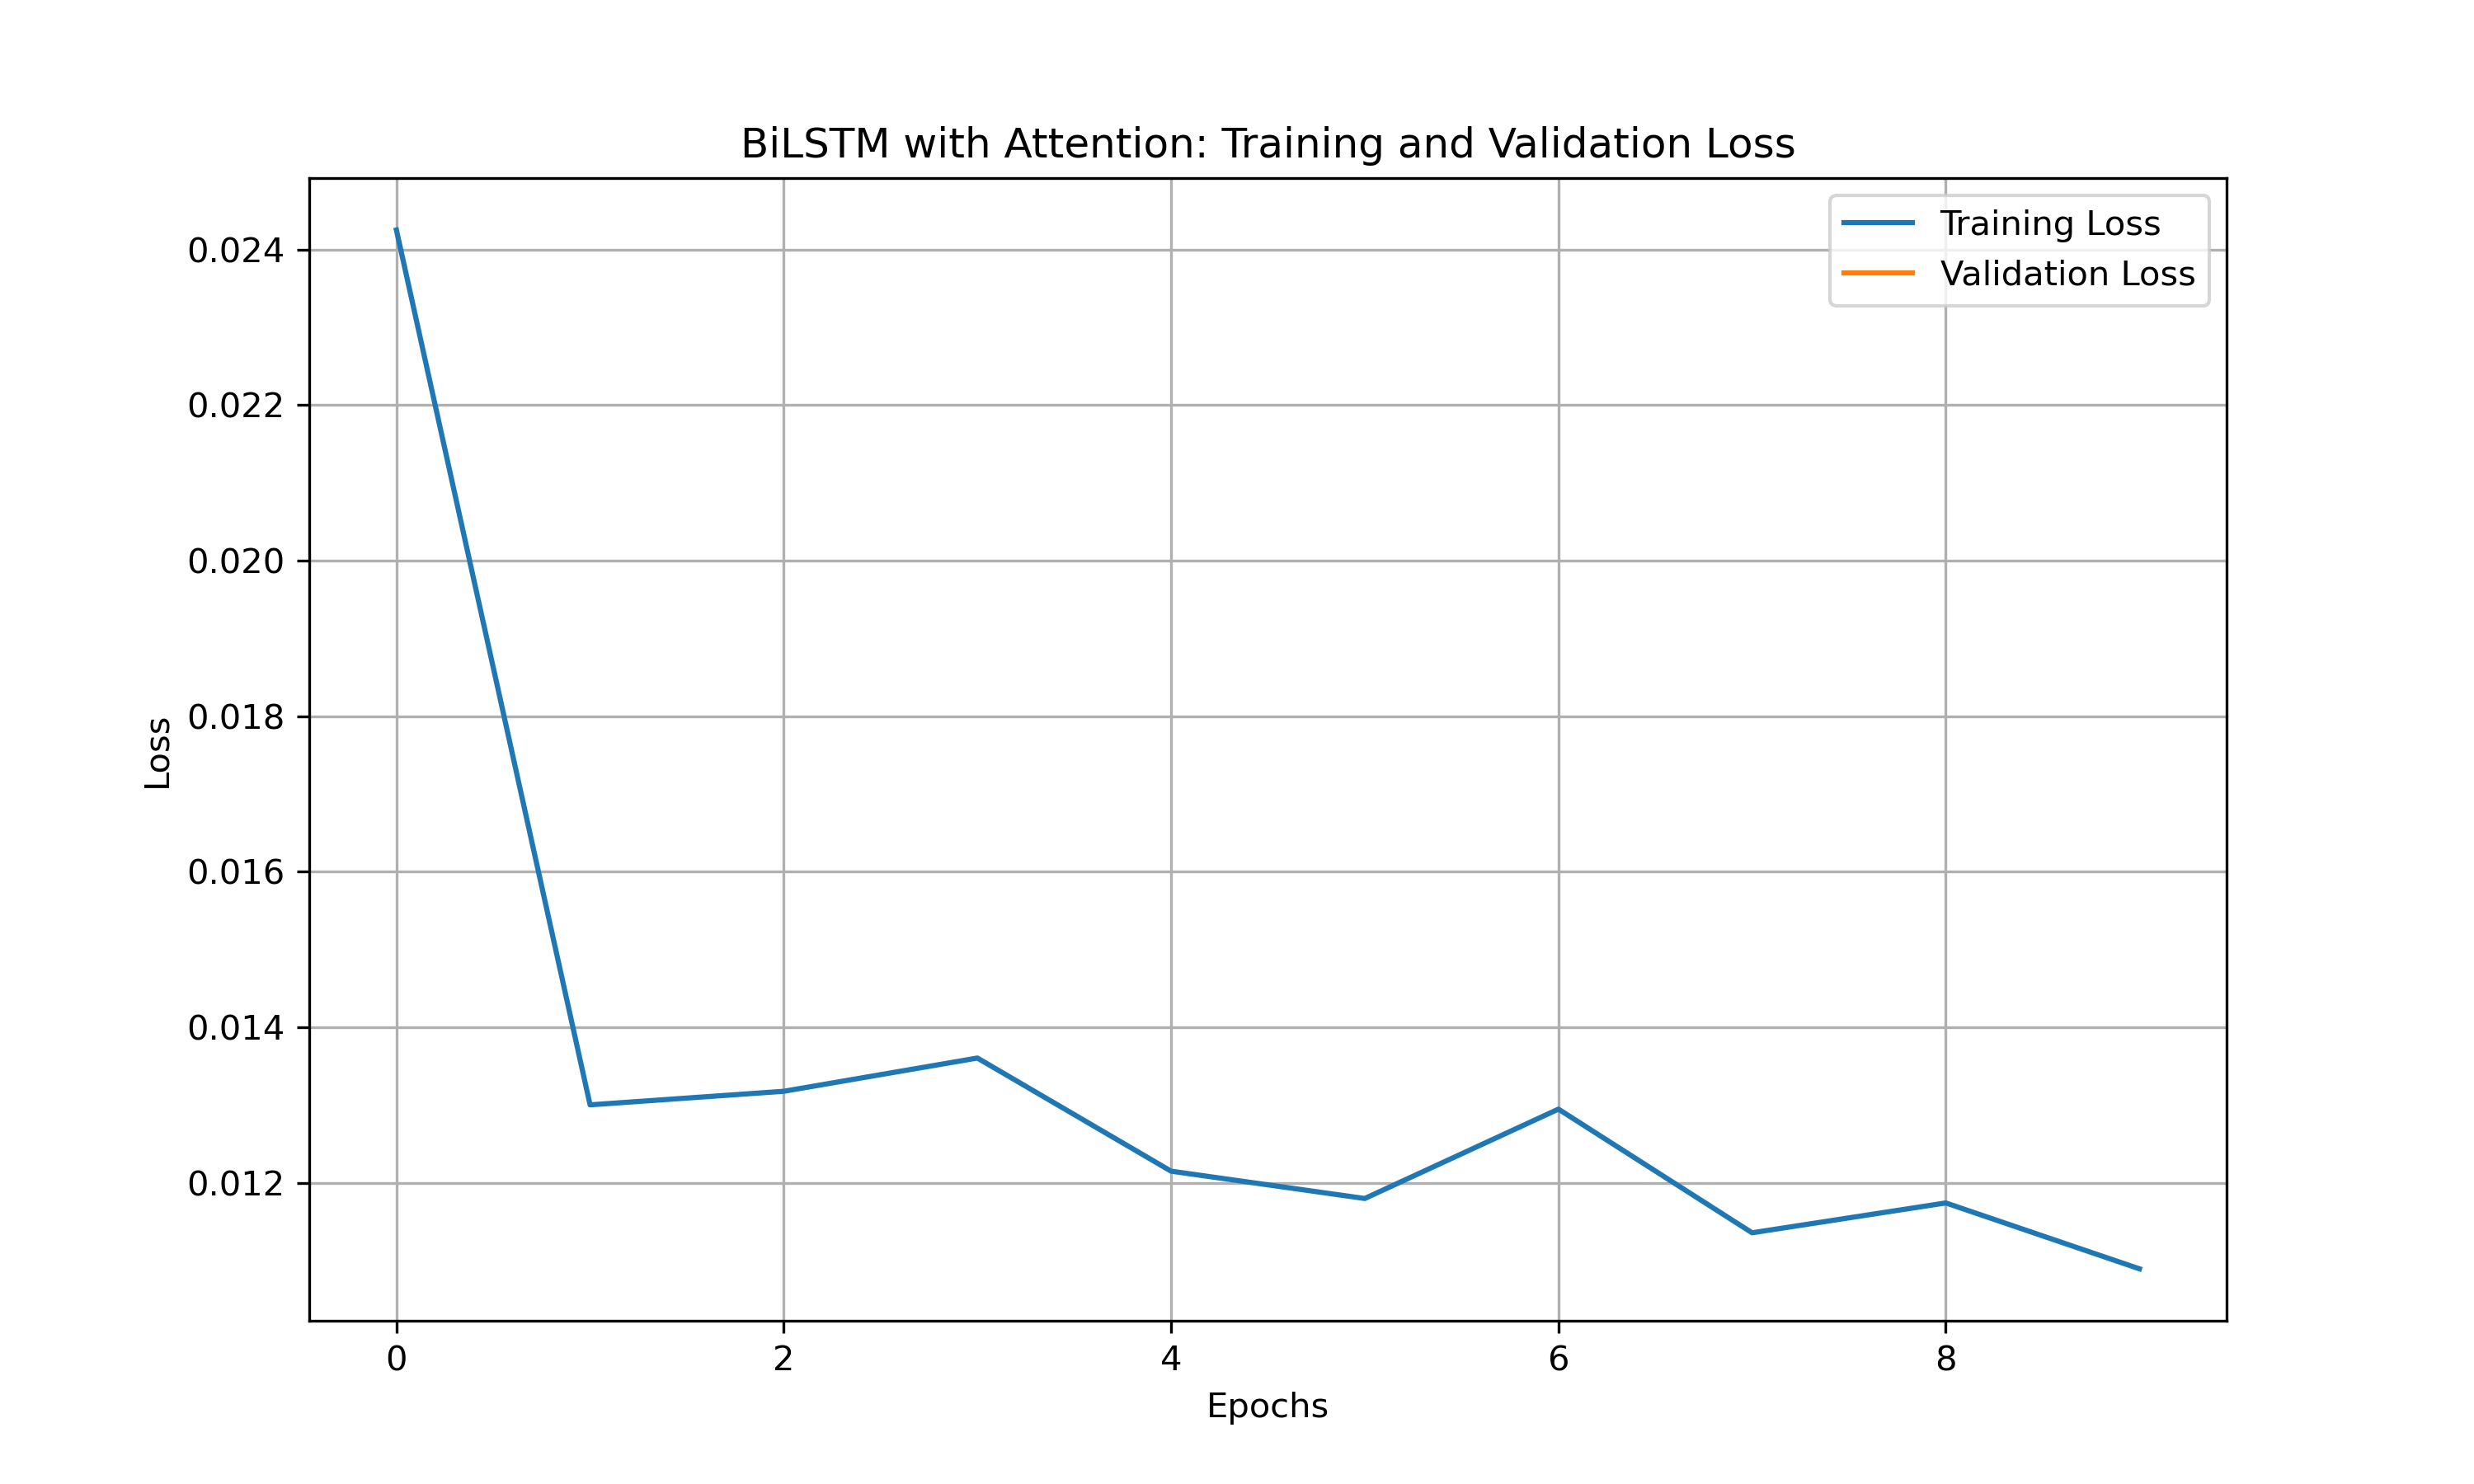 BiLSTM with Attention: Training and Validation Loss
Training Loss
Validation Loss
0.024
0.022
0.020
0.018
0.016
0.014
0.012
Loss
0
2
4
6
8
Epochs